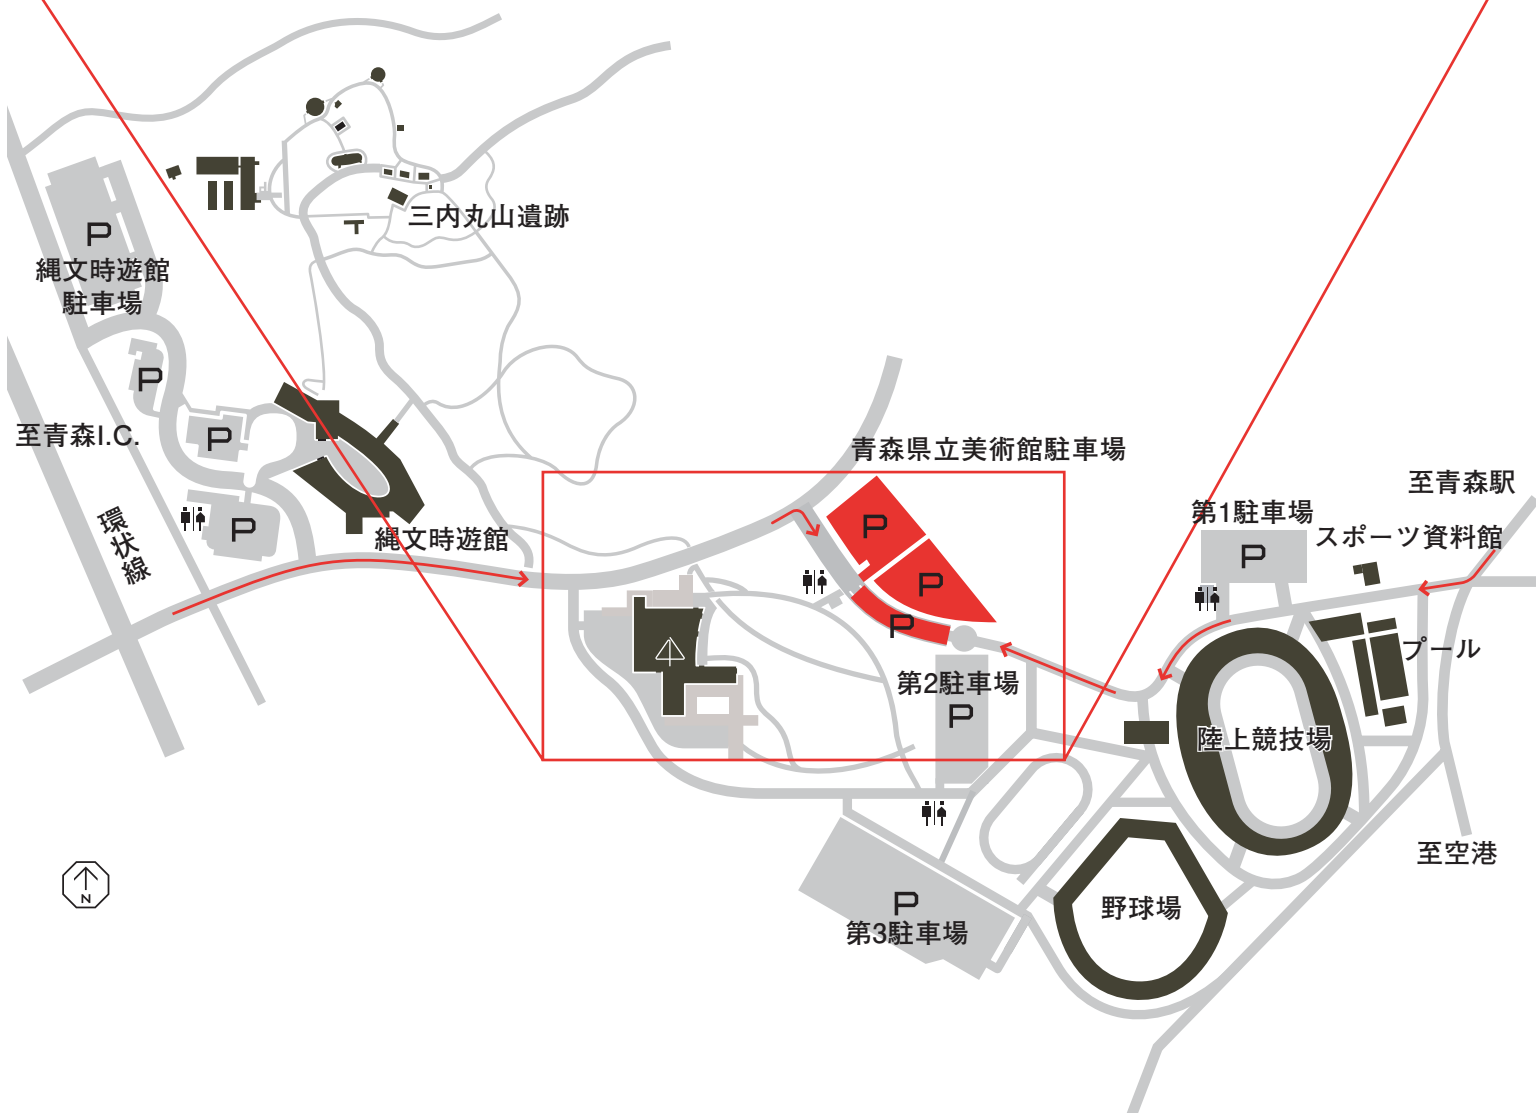 三内丸山遺跡
P
縄文時遊館
駐車場
P
至青森I.C.
P
P
環状線
縄文時遊館
青森県立美術館駐車場
P
P
P
第2駐車場
P
至青森駅
第1駐車場
P
スポーツ資料館
プール
陸上競技場
至空港
野球場
P
第3駐車場
N